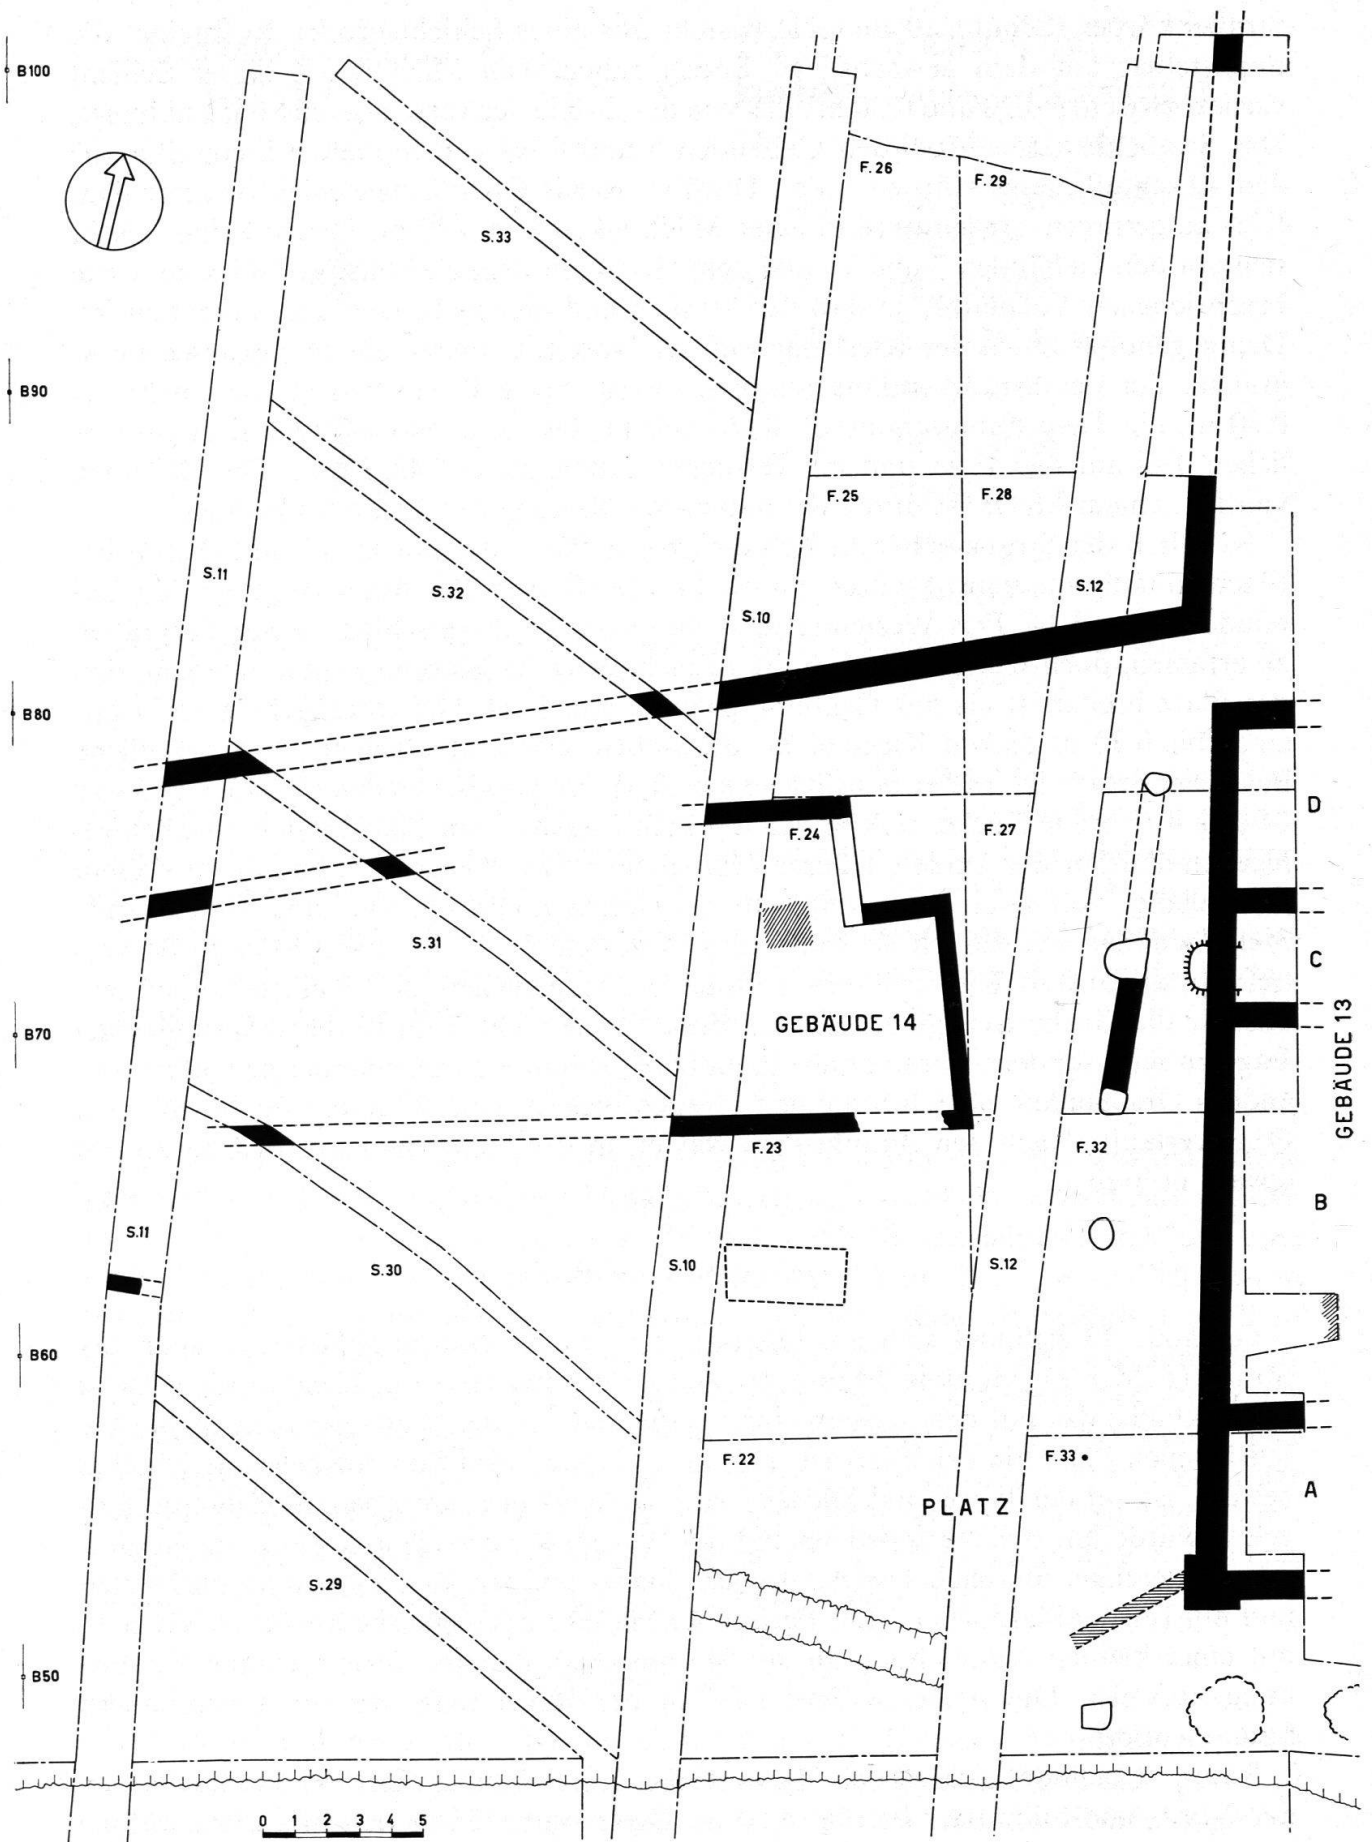 B100
F.26
F.29
S.33
B90
F.25
F.28
S.11
S.32
S.10
S.12
B80
D
F.24
F.27
S.31
C
B70
GEBÄUDE 14
GEBÄUDE 13
F.23
F.32
B
S.11
S.30
S.10
S.12
B60
F.22
F.33
A
PLATZ
S.29
B50
0 1 2 3 4 5